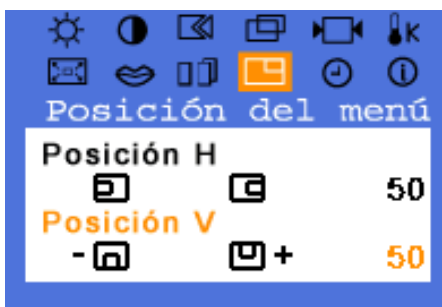 K
Posición del menú
Posición H
50
Posición V
- + 50